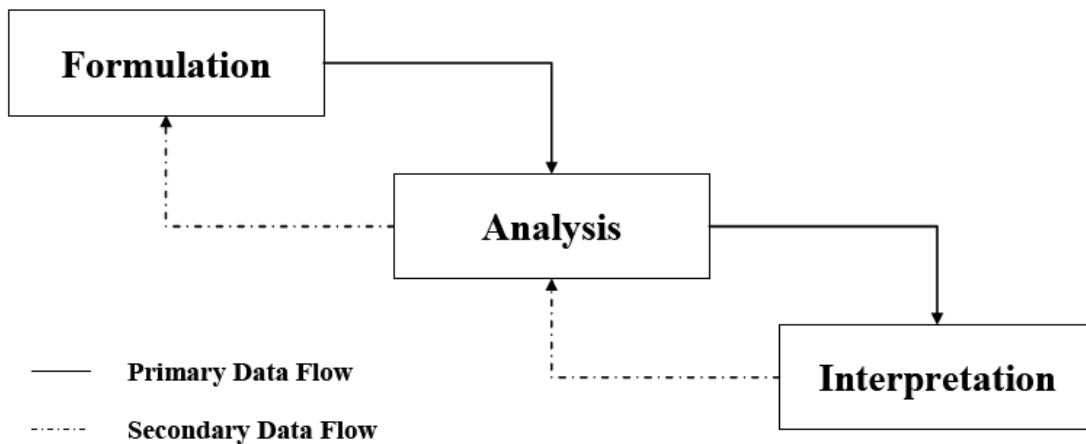 Formulation
Analysis
Interpretation
Primary Data Flow
Secondary Data Flow